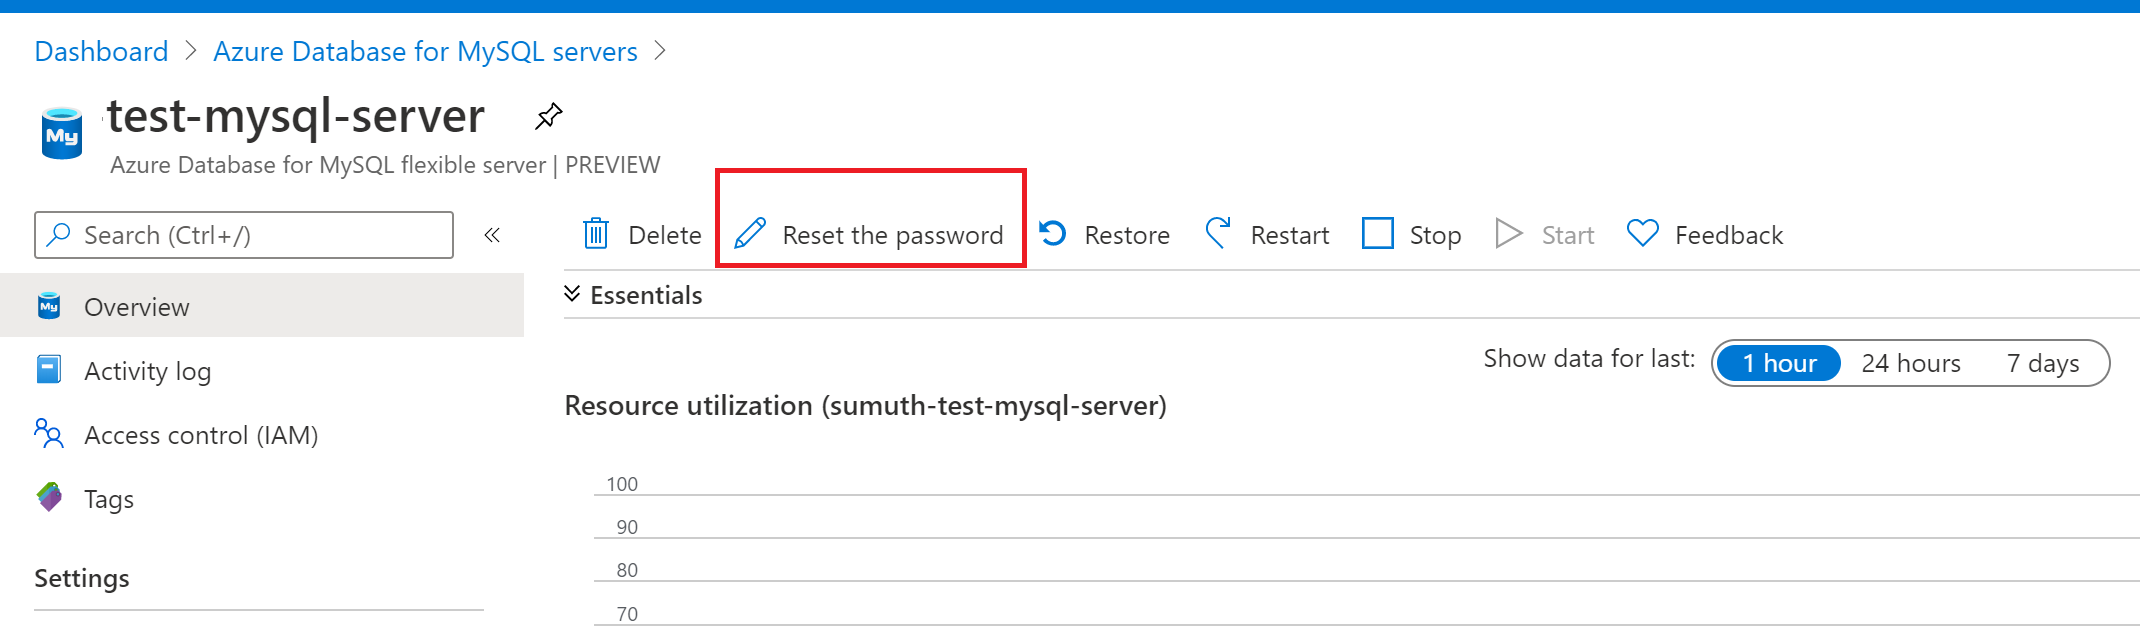 Dashboard > Azure Database for MySQL servers >
test-mysql-server
My
Azure Database for MySQL flexible server | PREVIEW
Search (Ctrl+/) «
Delete Reset the password Restore Restart Stop Start Feedback
Essentials
My Overview
Activity log
Access control (IAM)
Tags
Settings
Show data for last: 1 hour 24 hours 7 days
Resource utilization (sumuth-test-mysql-server)
100
90
80
70